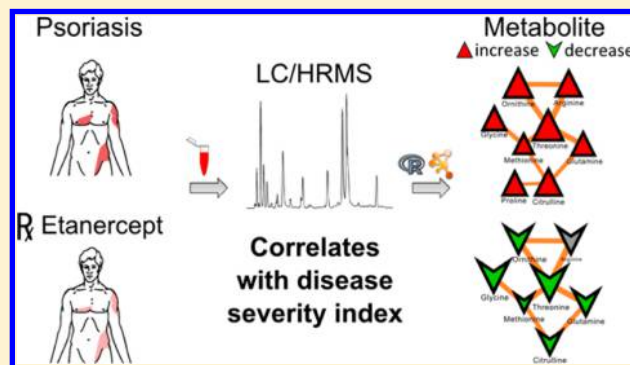 Psoriasis
LC/HRMS
Metabolite
increase decrease
Ornithine Arginine
Glycine
Threonine
Methionine
Glutamine
Proline
Citrulline
R
℞ Etanercept
Correlates
with disease
severity index
Ornithine
Glycine
Threonine
Methionine
Glutamine
Citrulline